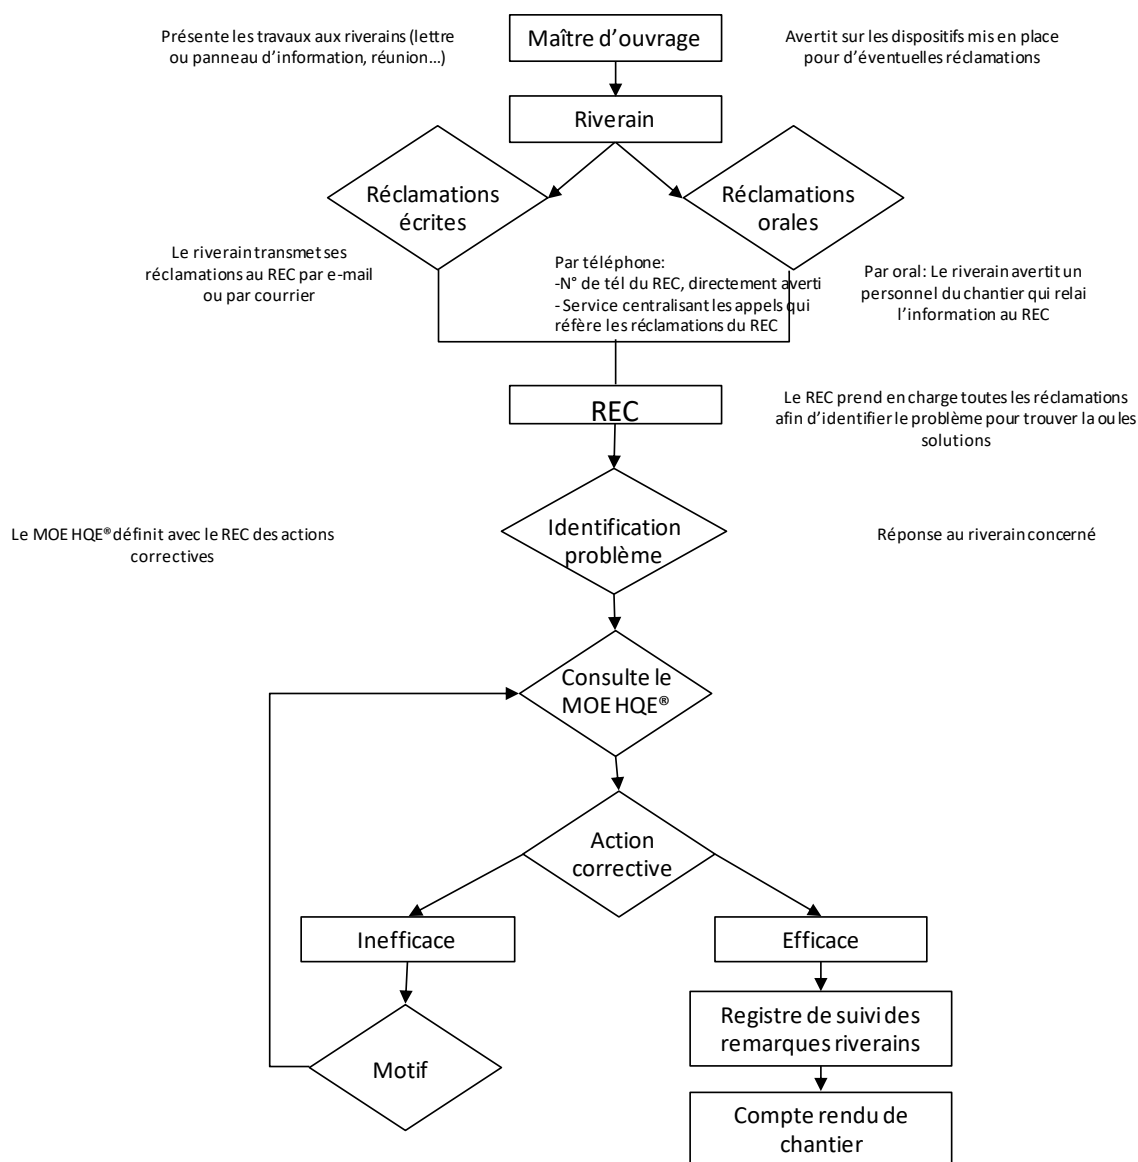 Présente les travaux aux riverains (lettre
ou panneau d'information, réunion…)
Maître d'ouvrage
Avertit sur les dispositifs mis en place
pour d'éventuelles réclamations
Riverain
Réclamations
écrites
Réclamations
orales
Le riverain transmet ses
réclamations au REC par e-mail
ou par courrier
Par téléphone:
-N° de tél du REC, directement averti
- Service centralisant les appels qui
réfère les réclamations du REC
Par oral: Le riverain avertit un
personnel du chantier qui relai
l'information au REC
REC
Le REC prend en charge toutes les réclamations
afin d'identifier le problème pour trouver la ou les
solutions
Identification
problème
Le MOE HQE® définit avec le REC des actions
correctives
Réponse au riverain concerné
Consulte le
MOE HQE®
Action
corrective
Inefficace
Efficace
Motif
Registre de suivi des
remarques riverains
Compte rendu de
chantier